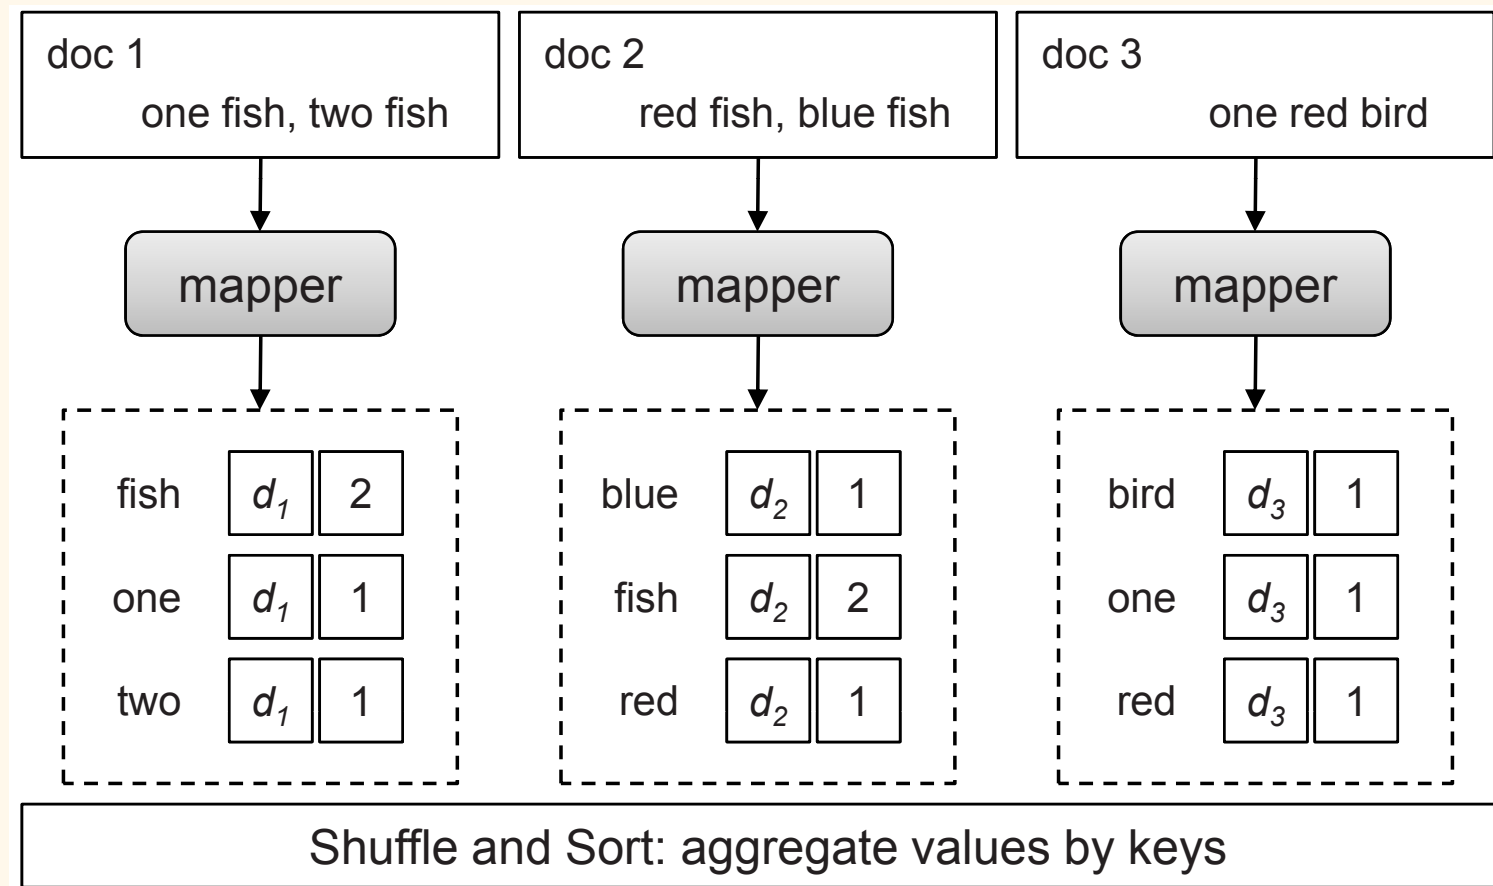 doc 1
one fish, two fish
doc 2
red fish, blue fish
doc 3
one red bird
mapper
mapper
mapper
fish d1 2
one d1 1
two d1 1
blue d2 1
fish d2 2
red d2 1
bird d3 1
one d3 1
red d3 1
Shuffle and Sort: aggregate values by keys